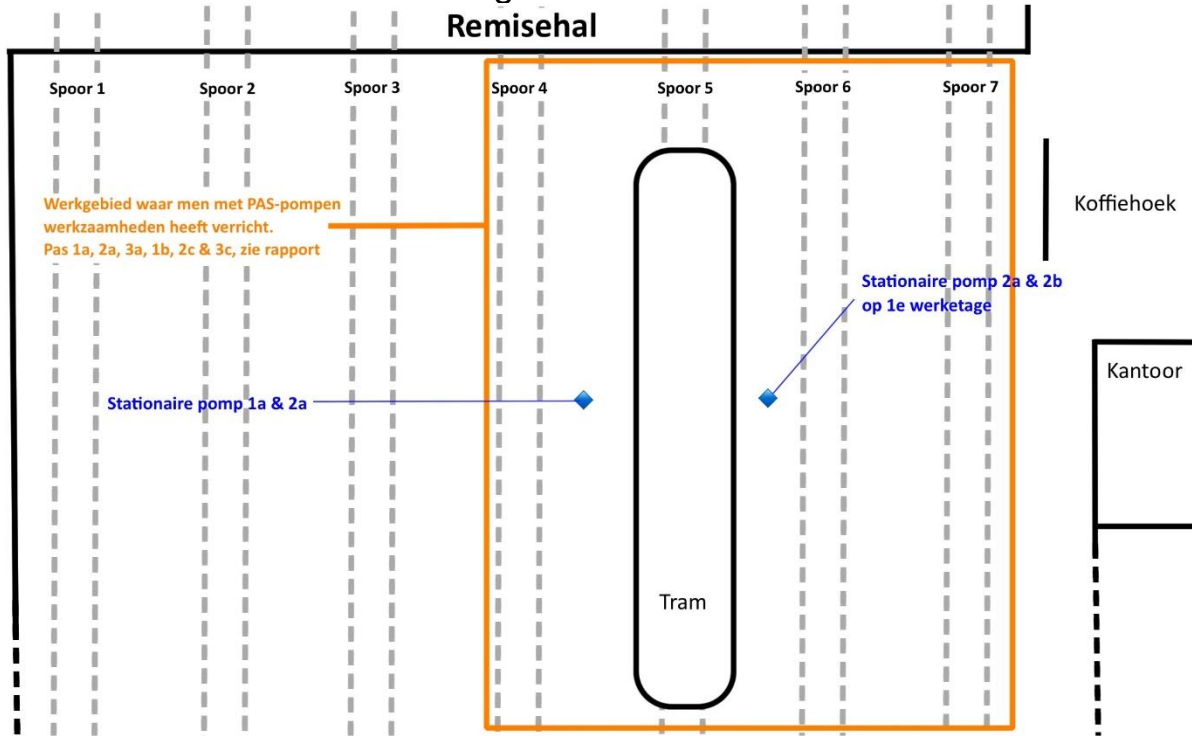 Remisehal
Spoor 1
Spoor 2
Spoor 3
Spoor 4
Spoor 5
Spoor 6
Spoor 7
Werkgebied waar men met PAS-pompen
werkzaamheden heeft verricht.
Pas 1a, 2a, 3a, 1b, 2c & 3c, zie rapport
Koffiehoek
Stationaire pomp 2a & 2b
op 1e werketage
Kantoor
Stationaire pomp 1a & 2a
Tram